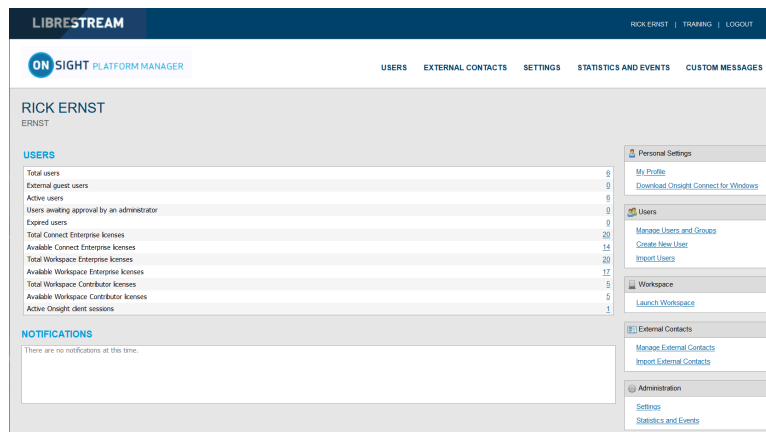 LIBRESTREAM
RICK ERNST | TRAINING | LOGOUT
ON SIGHT PLATFORM MANAGER
USERS EXTERNAL CONTACTS SETTINGS STATISTICS AND EVENTS CUSTOM MESSAGES
RICK ERNST
ERNST
USERS
Total users 6
External guest users 0
Active users 6
Users awaiting approval by an administrator 0
Expired users 0
Total Connect Enterprise licenses 20
Available Connect Enterprise licenses 14
Total Workspace Enterprise licenses 20
Available Workspace Enterprise licenses 17
Total Workspace Contributor licenses 5
Available Workspace Contributor licenses 5
Active Onsight client sessions 1
NOTIFICATIONS
There are no notifications at this time.
Personal Settings
My Profile
Download Onsight Connect for Windows
Users
Manage Users and Groups
Create New User
Import Users
Workspace
Launch Workspace
External Contacts
Manage External Contacts
Import External Contacts
Administration
Settings
Statistics and Events